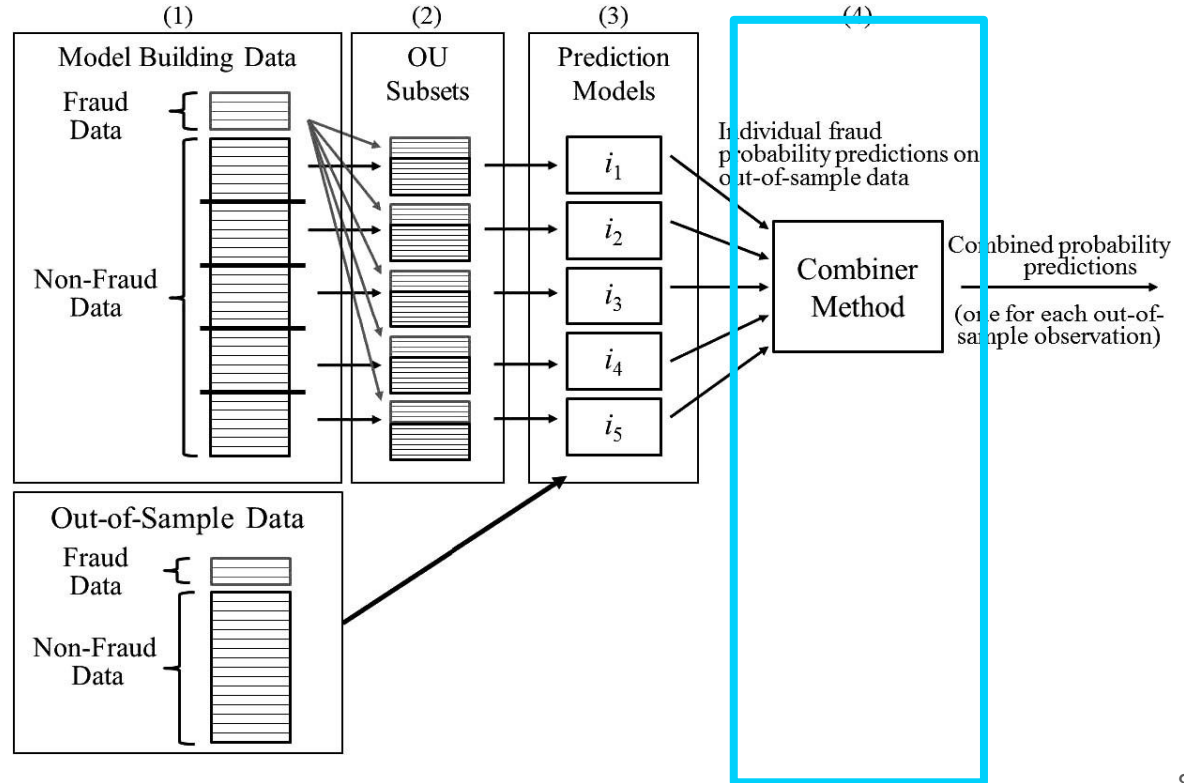 (1)
(2)
(3)
(4)
Model Building Data
Fraud
Data
Non-Fraud
Data
OU
Subsets
Prediction
Models
i1
i2
i3
i4
i5
Individual fraud
probability predictions on
out-of-sample data
Combiner
Method
Combined probability
predictions
(one for each out-of-
sample observation)
Out-of-Sample Data
Fraud
Data
Non-Fraud
Data